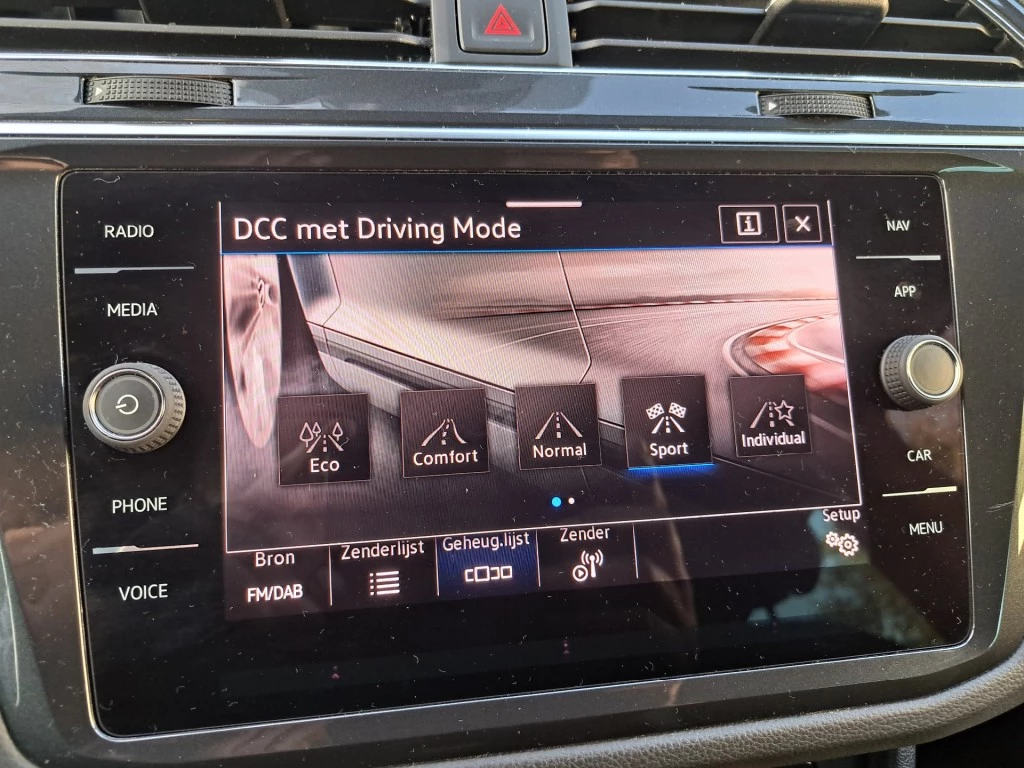 DCC met Driving Mode
i
X
RADIO
MEDIA
PHONE
VOICE
NAV
APP
CAR
MENU
Eco
Comfort
Normal
Sport
Individual
Bron
FM/DAB
Zenderlijst
Geheug.lijst
Zender
Setup